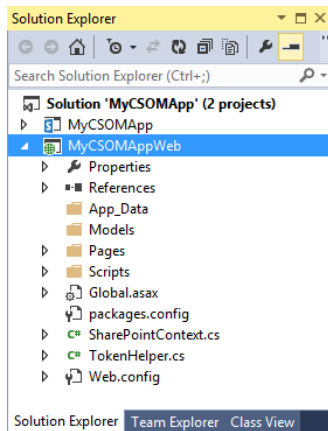 Solution Explorer
Search Solution Explorer (Ctrl+;)
Solution 'MyCSOMApp' (2 projects)
MyCSOMApp
MyCSOMAppWeb
Properties
References
App_Data
Models
Pages
Scripts
Global.asax
packages.config
C# SharePointContext.cs
C# TokenHelper.cs
Web.config
Solution Explorer Team Explorer Class View